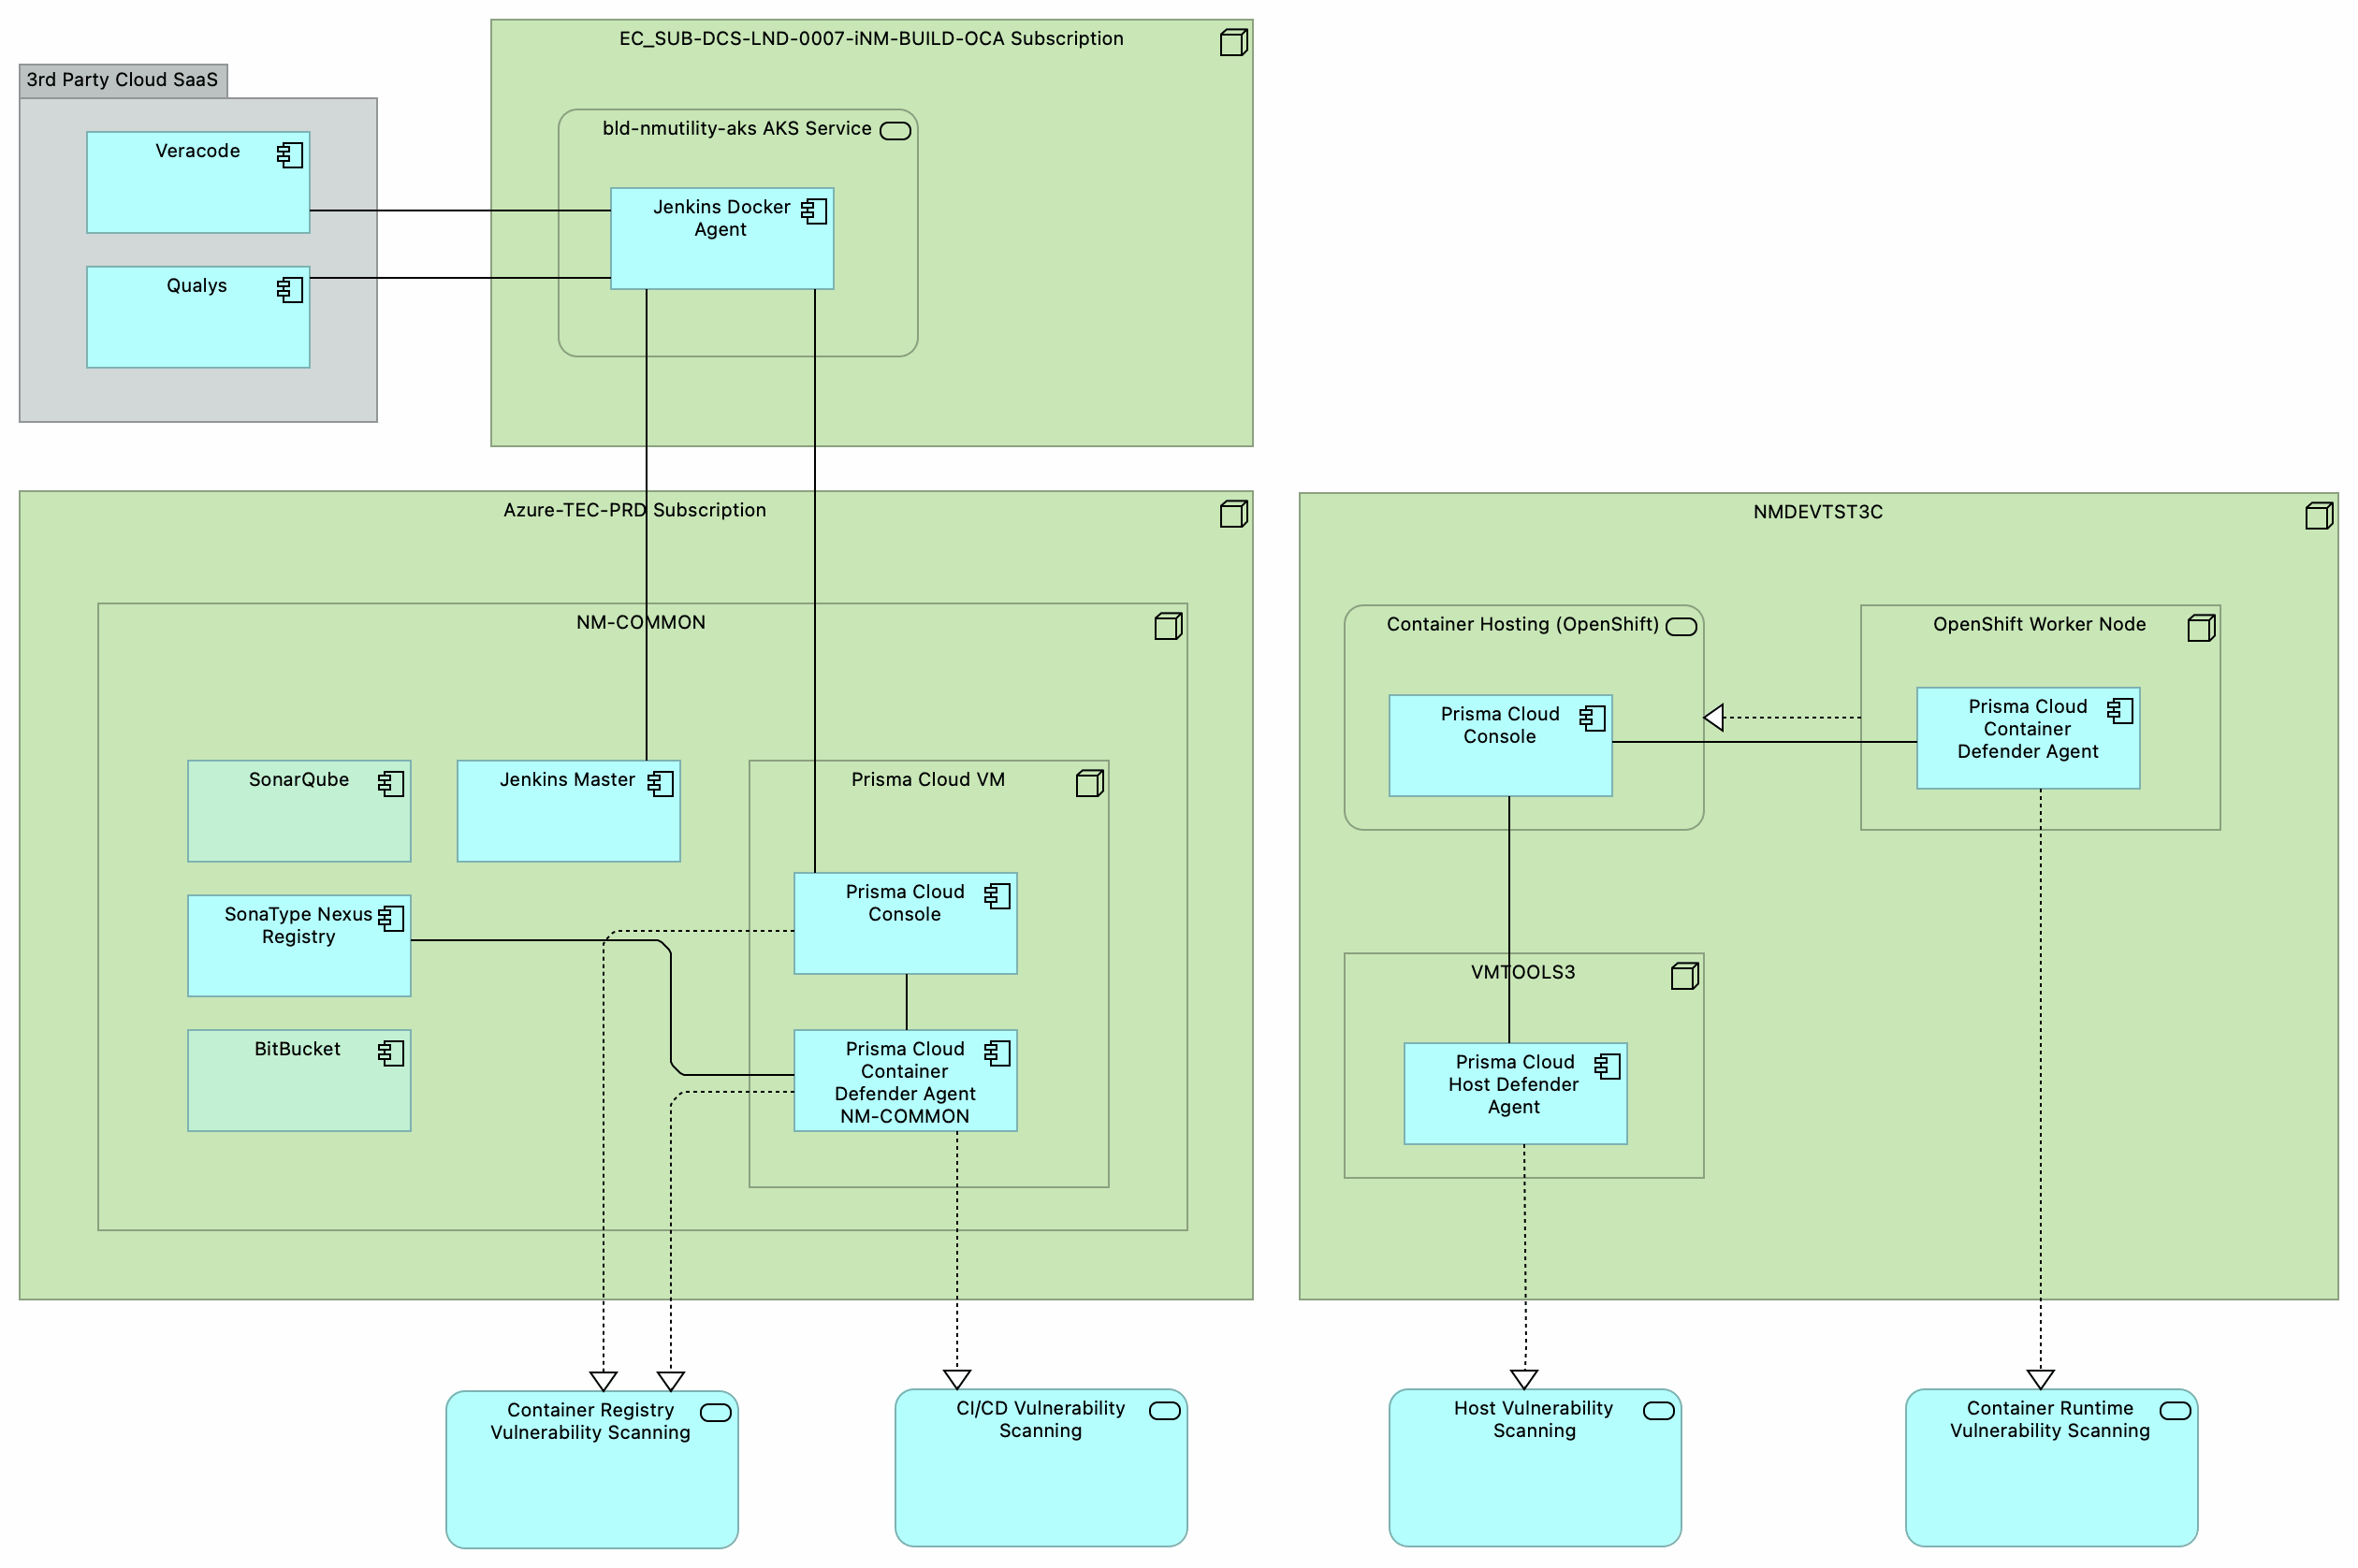 EC_SUB-DCS-LND-0007-iNM-BUILD-OCA Subscription
3rd Party Cloud SaaS
bld-nmutility-aks AKS Service
Veracode
Jenkins Docker
Agent
Qualys
Azure-TEC-PRD Subscription
NM-COMMON
SonarQube
Jenkins Master
Prisma Cloud VM
Prisma Cloud
Console
SonaType Nexus
Registry
BitBucket
Prisma Cloud
Container
Defender Agent
NM-COMMON
NMDEVTST3C
Container Hosting (OpenShift)
OpenShift Worker Node
Prisma Cloud
Console
Prisma Cloud
Container
Defender Agent
VMTOOLS3
Prisma Cloud
Host Defender
Agent
Container Registry
Vulnerability Scanning
CI/CD Vulnerability
Scanning
Host Vulnerability
Scanning
Container Runtime
Vulnerability Scanning